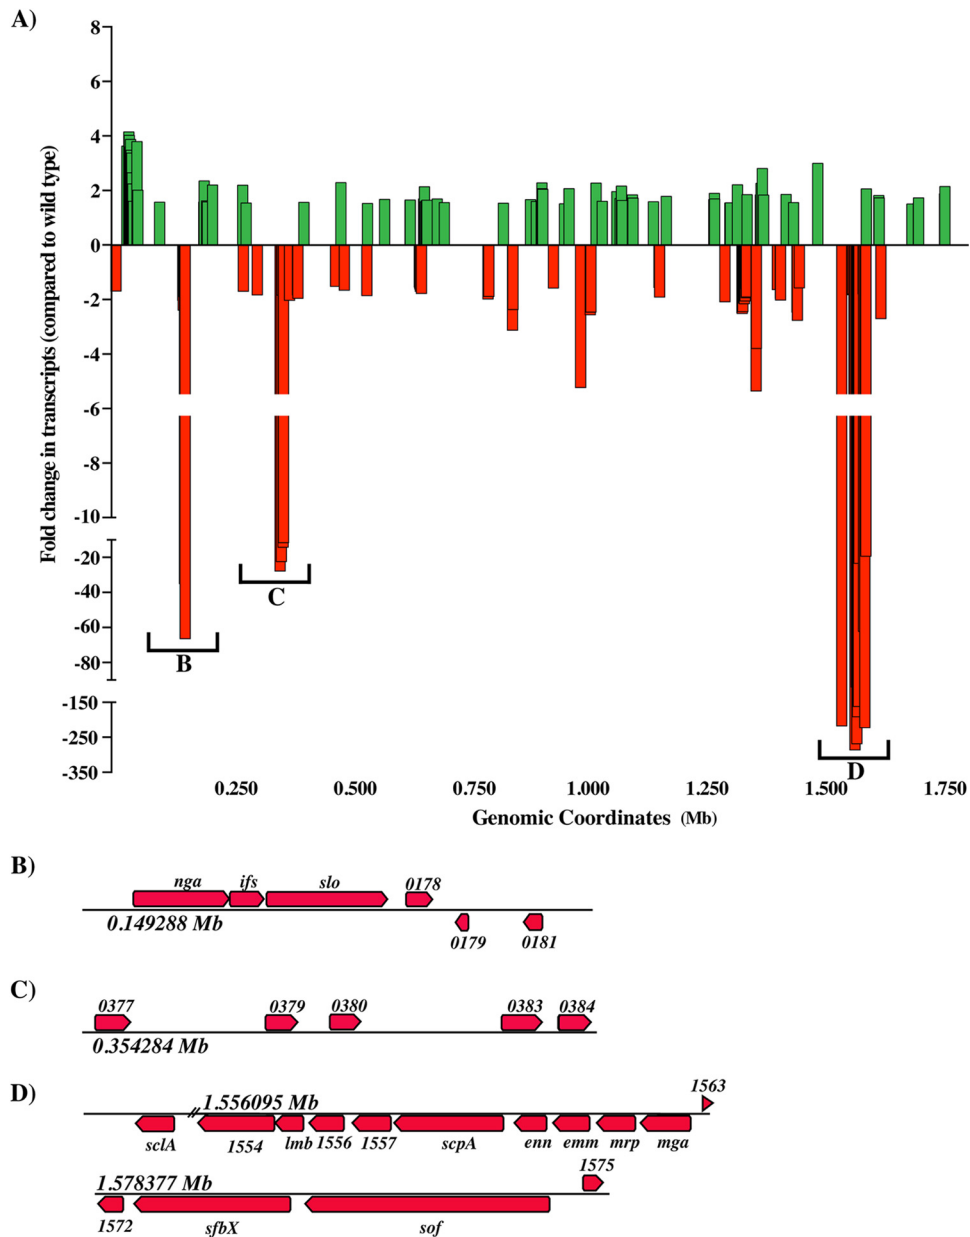 A)
Fold change in transcripts (compared to wild type)
8
6
4
2
0
-2
-4
-6
-8
-10
-20
-40
-60
-80
-150
-250
-350
B
C
D
0.250 0.500 0.750 1.000 1.250 1.500 1.750
Genomic Coordinates (Mb)
B)
nga ifs slo 0178
0.149288 Mb
0179 0181
C)
0377 0379 0380 0383 0384
0.354284 Mb
D)
1563
1.556095 Mb
sclA 1554 lmb 1556 1557 scpA enn emm mrp mga
1575
1.578377 Mb
1572 sfbX sof